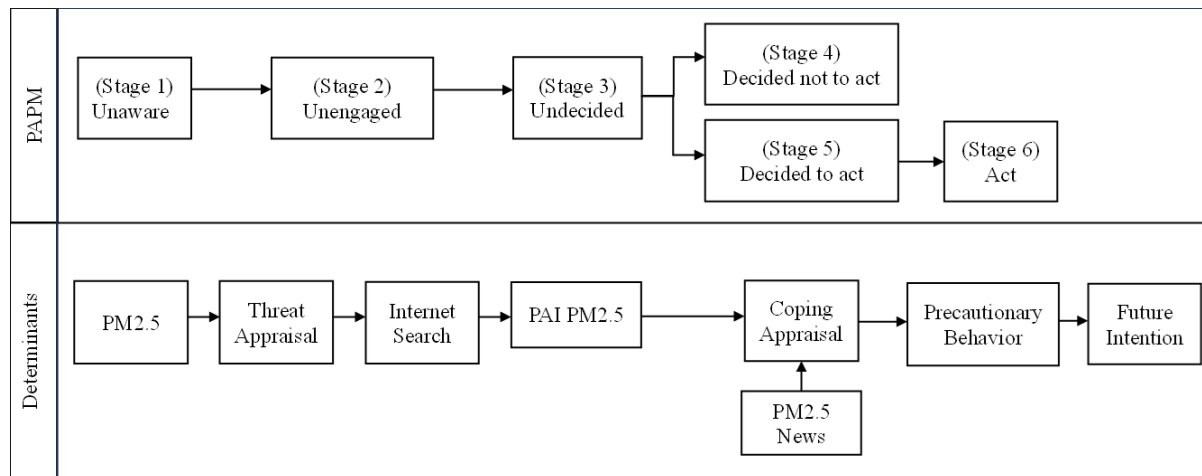 PAPM
(Stage 1)
Unaware
(Stage 2)
Unengaged
(Stage 3)
Undecided
(Stage 4)
Decided not to act
(Stage 5)
Decided to act
(Stage 6)
Act
Determinants
PM2.5
Threat
Appraisal
Internet
Search
PAI PM2.5
Coping
Appraisal
Precautionary
Behavior
Future
Intention
PM2.5
News